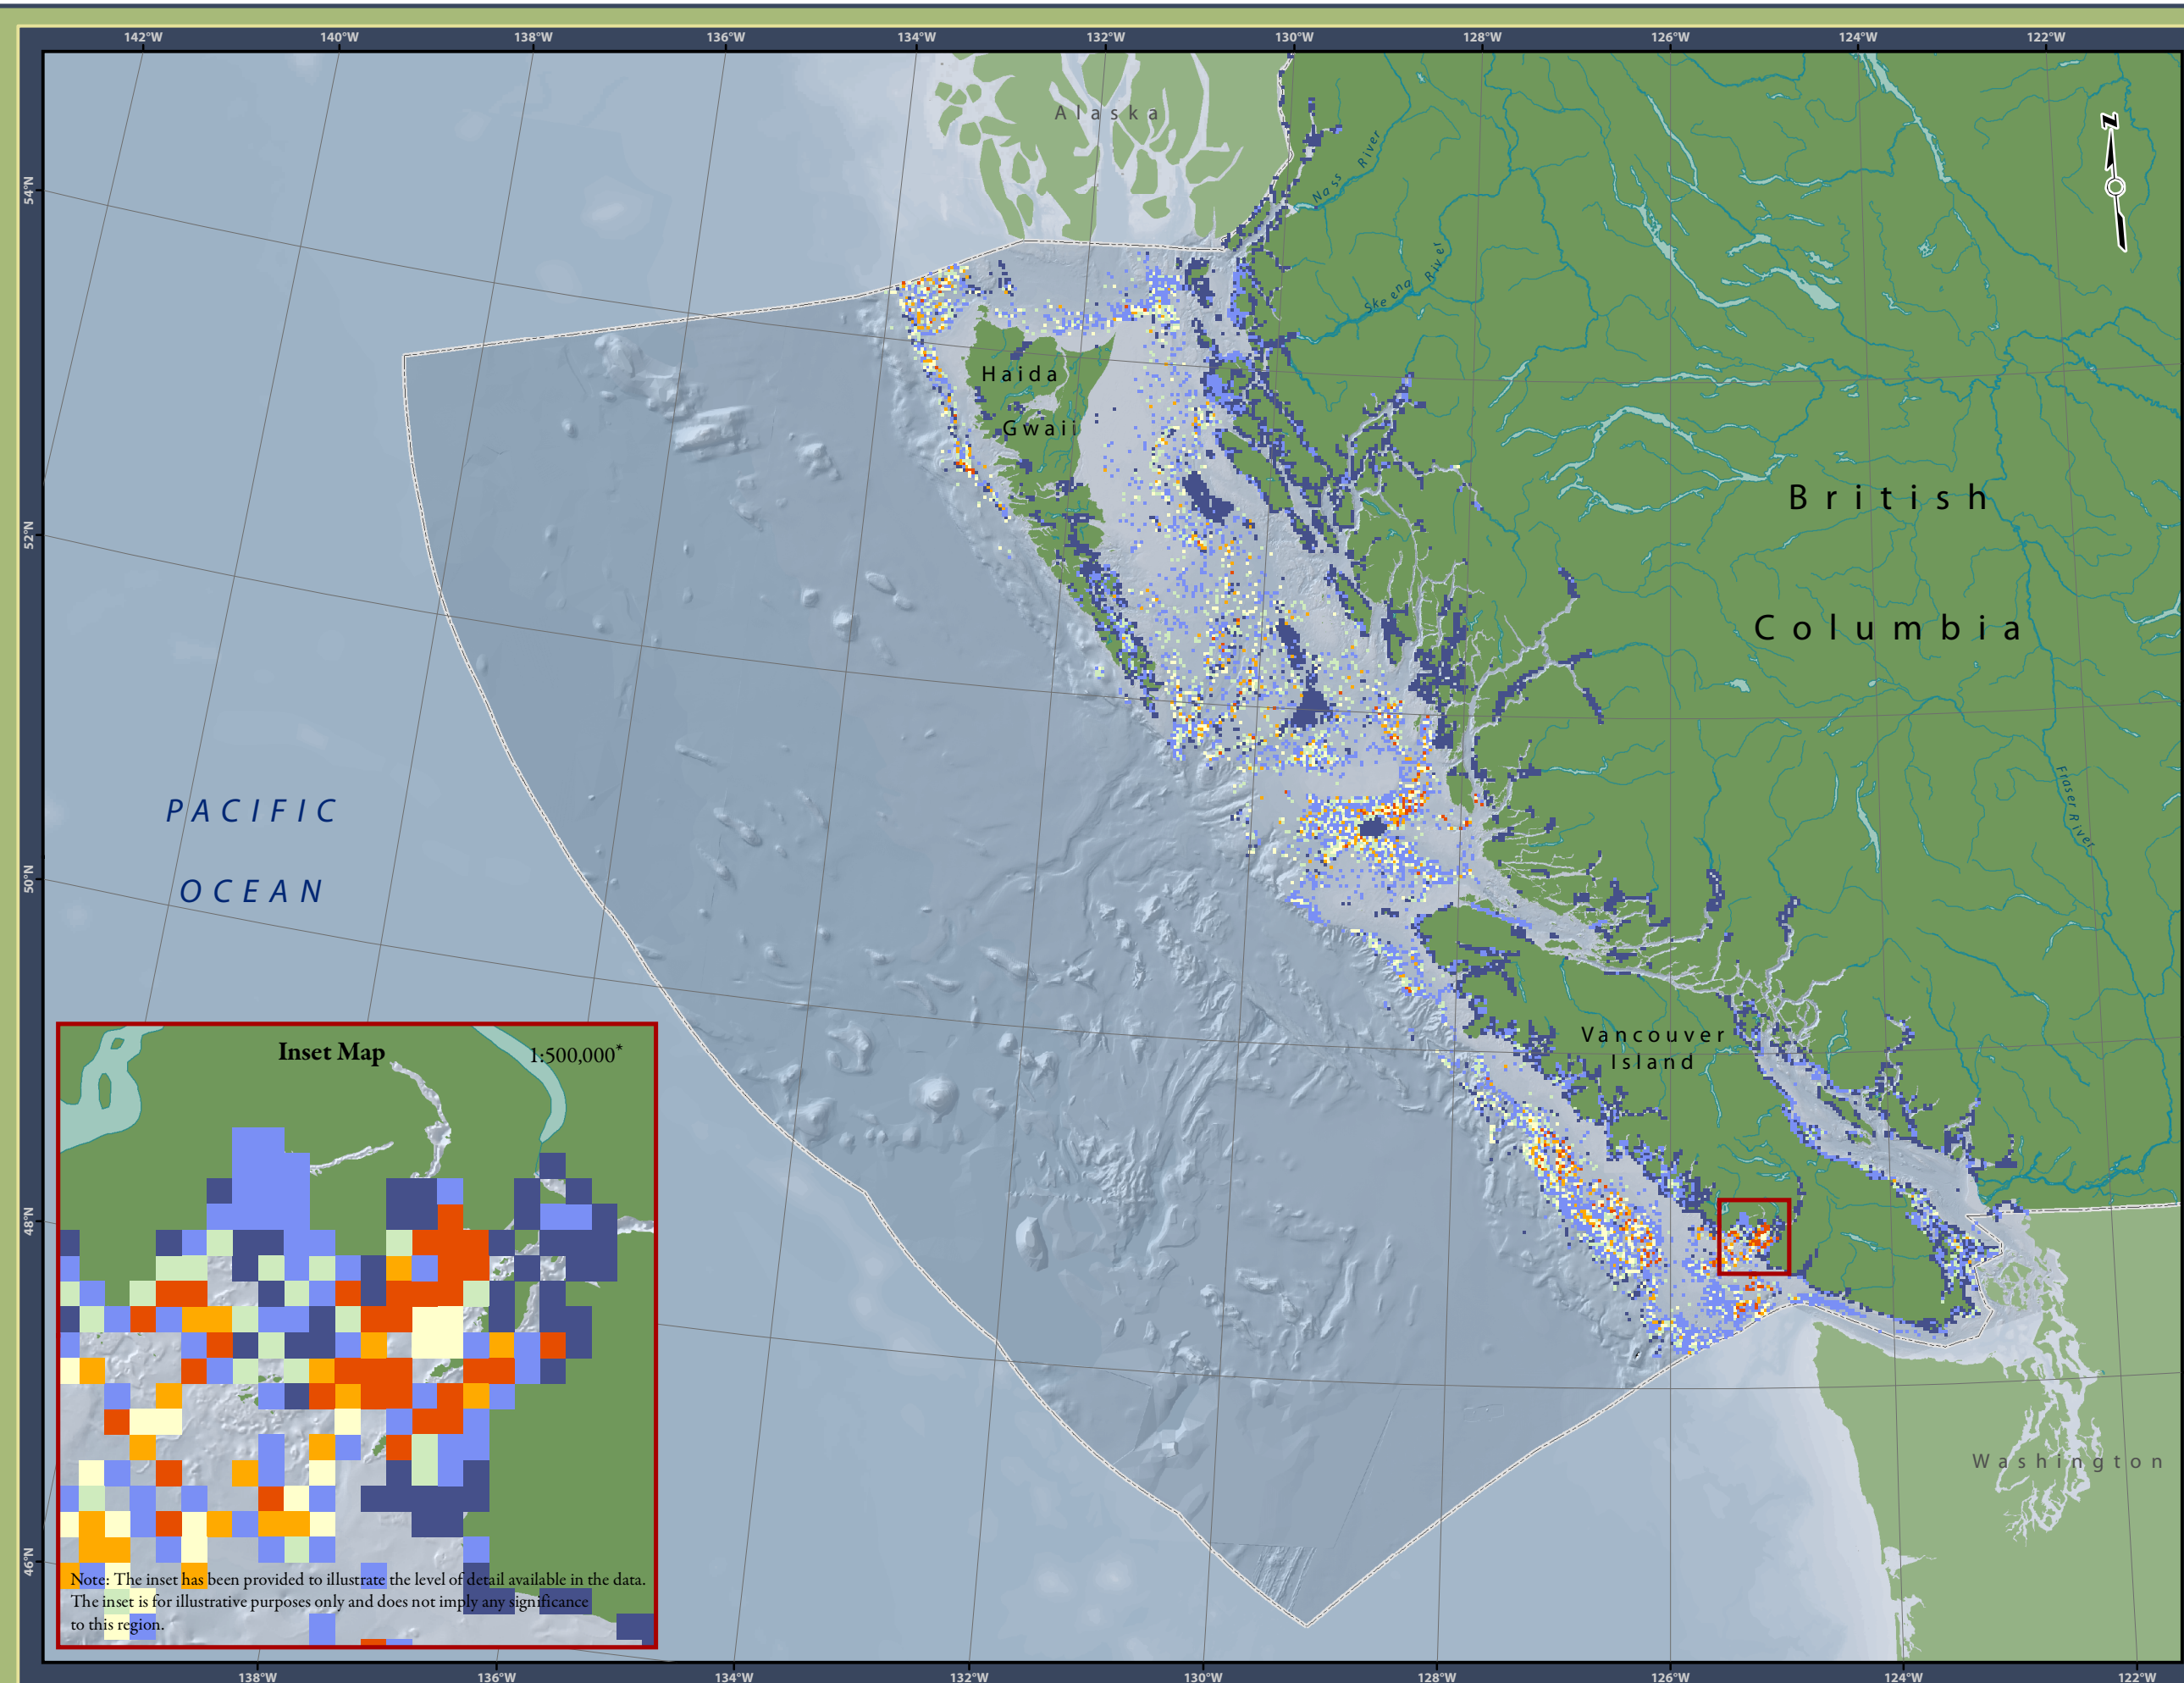 142°W 140°W 138°W 136°W 134°W 132°W 130°W 128°W 126°W 124°W 122°W
Alaska
Nass River
54°N
Skeena River
Haida
Gwaii
British
52°N
Columbia
PACIFIC
Fraser River
OCEAN
50°N
Vancouver
Island
Inset Map 1:500,000*
48°N
Washington
46°N
Note: The inset has been provided to illustrate the level of detail available in the data.
The inset is for illustrative purposes only and does not imply any significance
to this region.
138°W 136°W 134°W 132°W 130°W 128°W 126°W 124°W 122°W